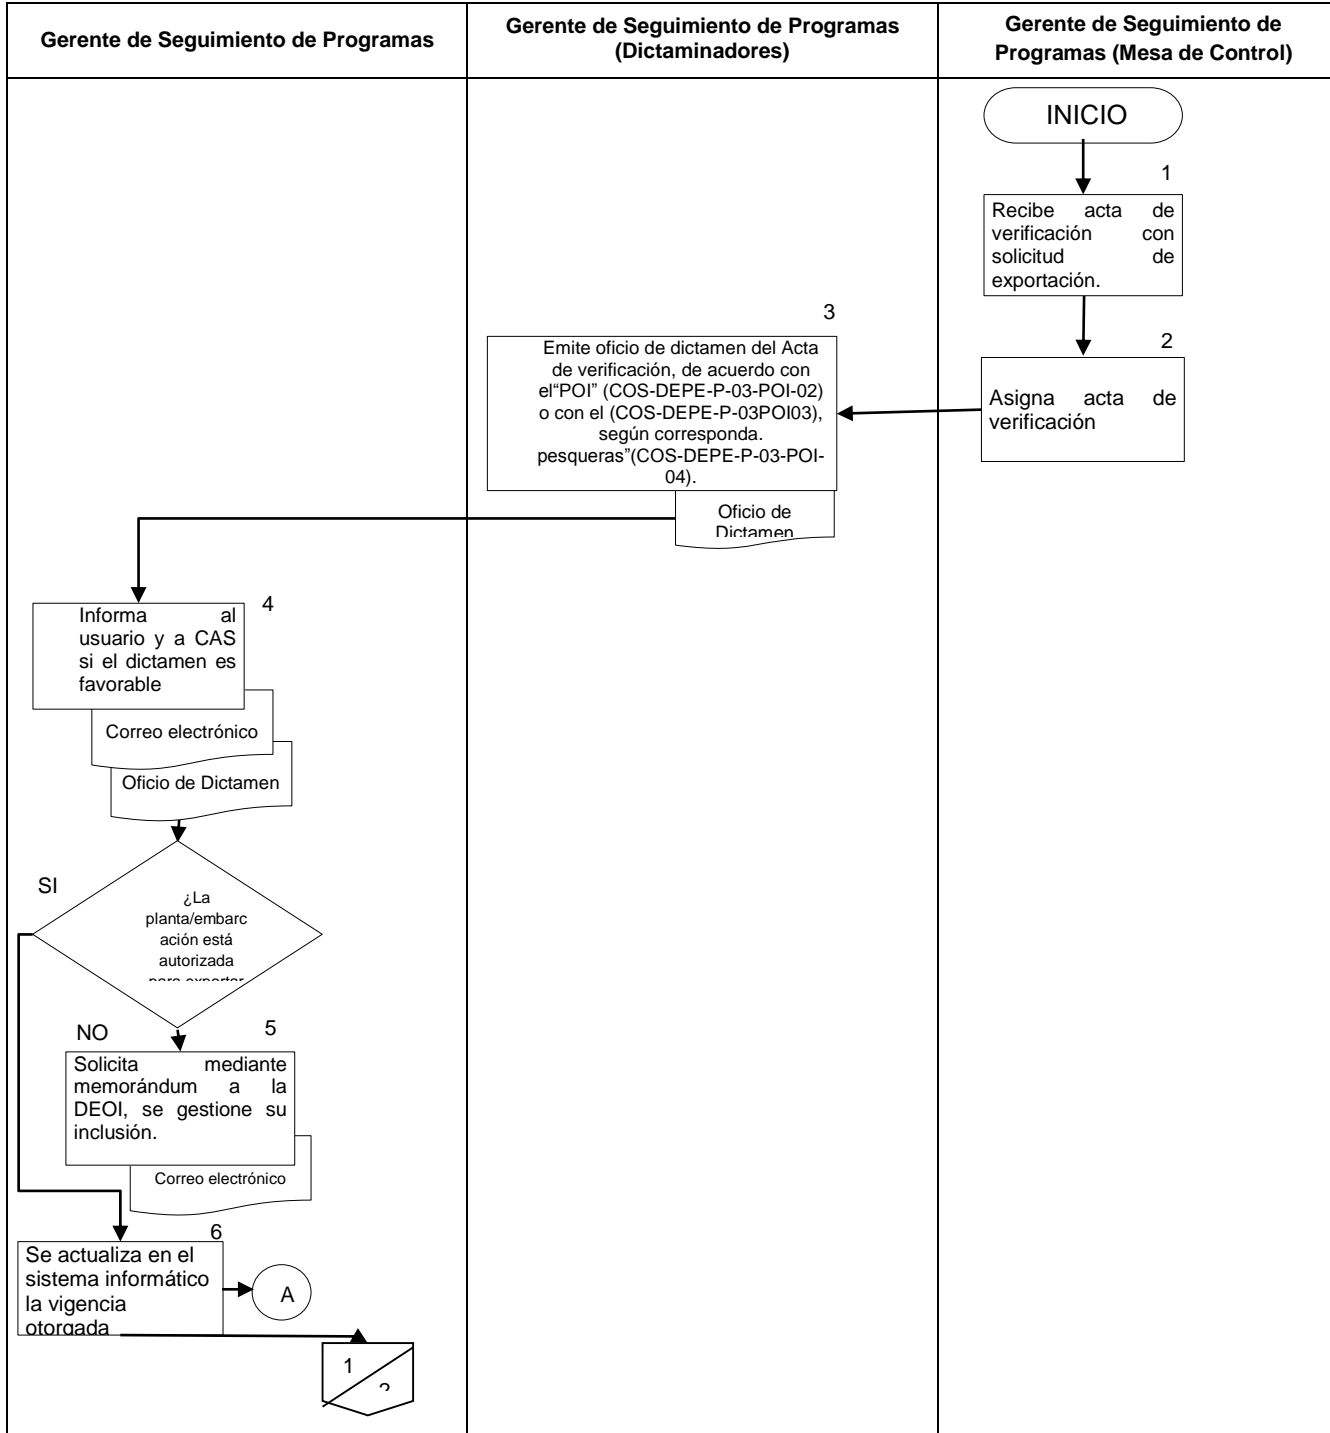 Gerente de Seguimiento de Programas
Gerente de Seguimiento de Programas
(Dictaminadores)
Gerente de Seguimiento de
Programas (Mesa de Control)
INICIO
1
Recibe acta de
verificación con
solicitud de
exportación.
2
Asigna acta de
verificación
3
Emite oficio de dictamen del Acta
de verificación, de acuerdo con
el“POI” (COS-DEPE-P-03-POI-02)
o con el (COS-DEPE-P-03POI03),
según corresponda.
pesqueras”(COS-DEPE-P-03-POI-
04).
Oficio de
Dictamen
4
Informa al
usuario y a CAS
si el dictamen es
favorable
Correo electrónico
Oficio de Dictamen
SI
¿La
planta/embarc
ación está
autorizada
para exportar
NO
5
Solicita mediante
memorándum a la
DEOI, se gestione su
inclusión.
Correo electrónico
6
Se actualiza en el
sistema informático
la vigencia
otorgada
A
1
2